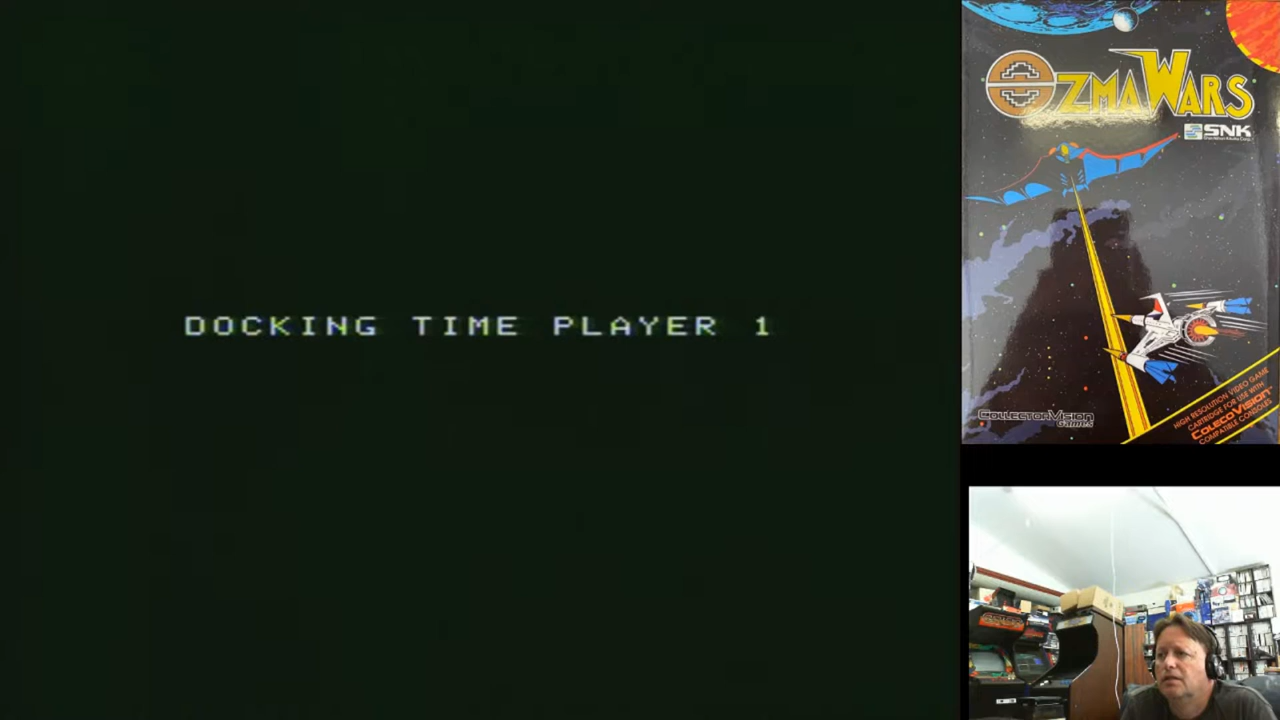 DOCKING TIME PLAYER 1
OZMA WARS
SNK
COLLECTORVISION
Games
HIGH RESOLUTION VIDEO GAME
CARTRIDGE FOR USE WITH
COLECOVISION
COMPATIBLE CONSOLES